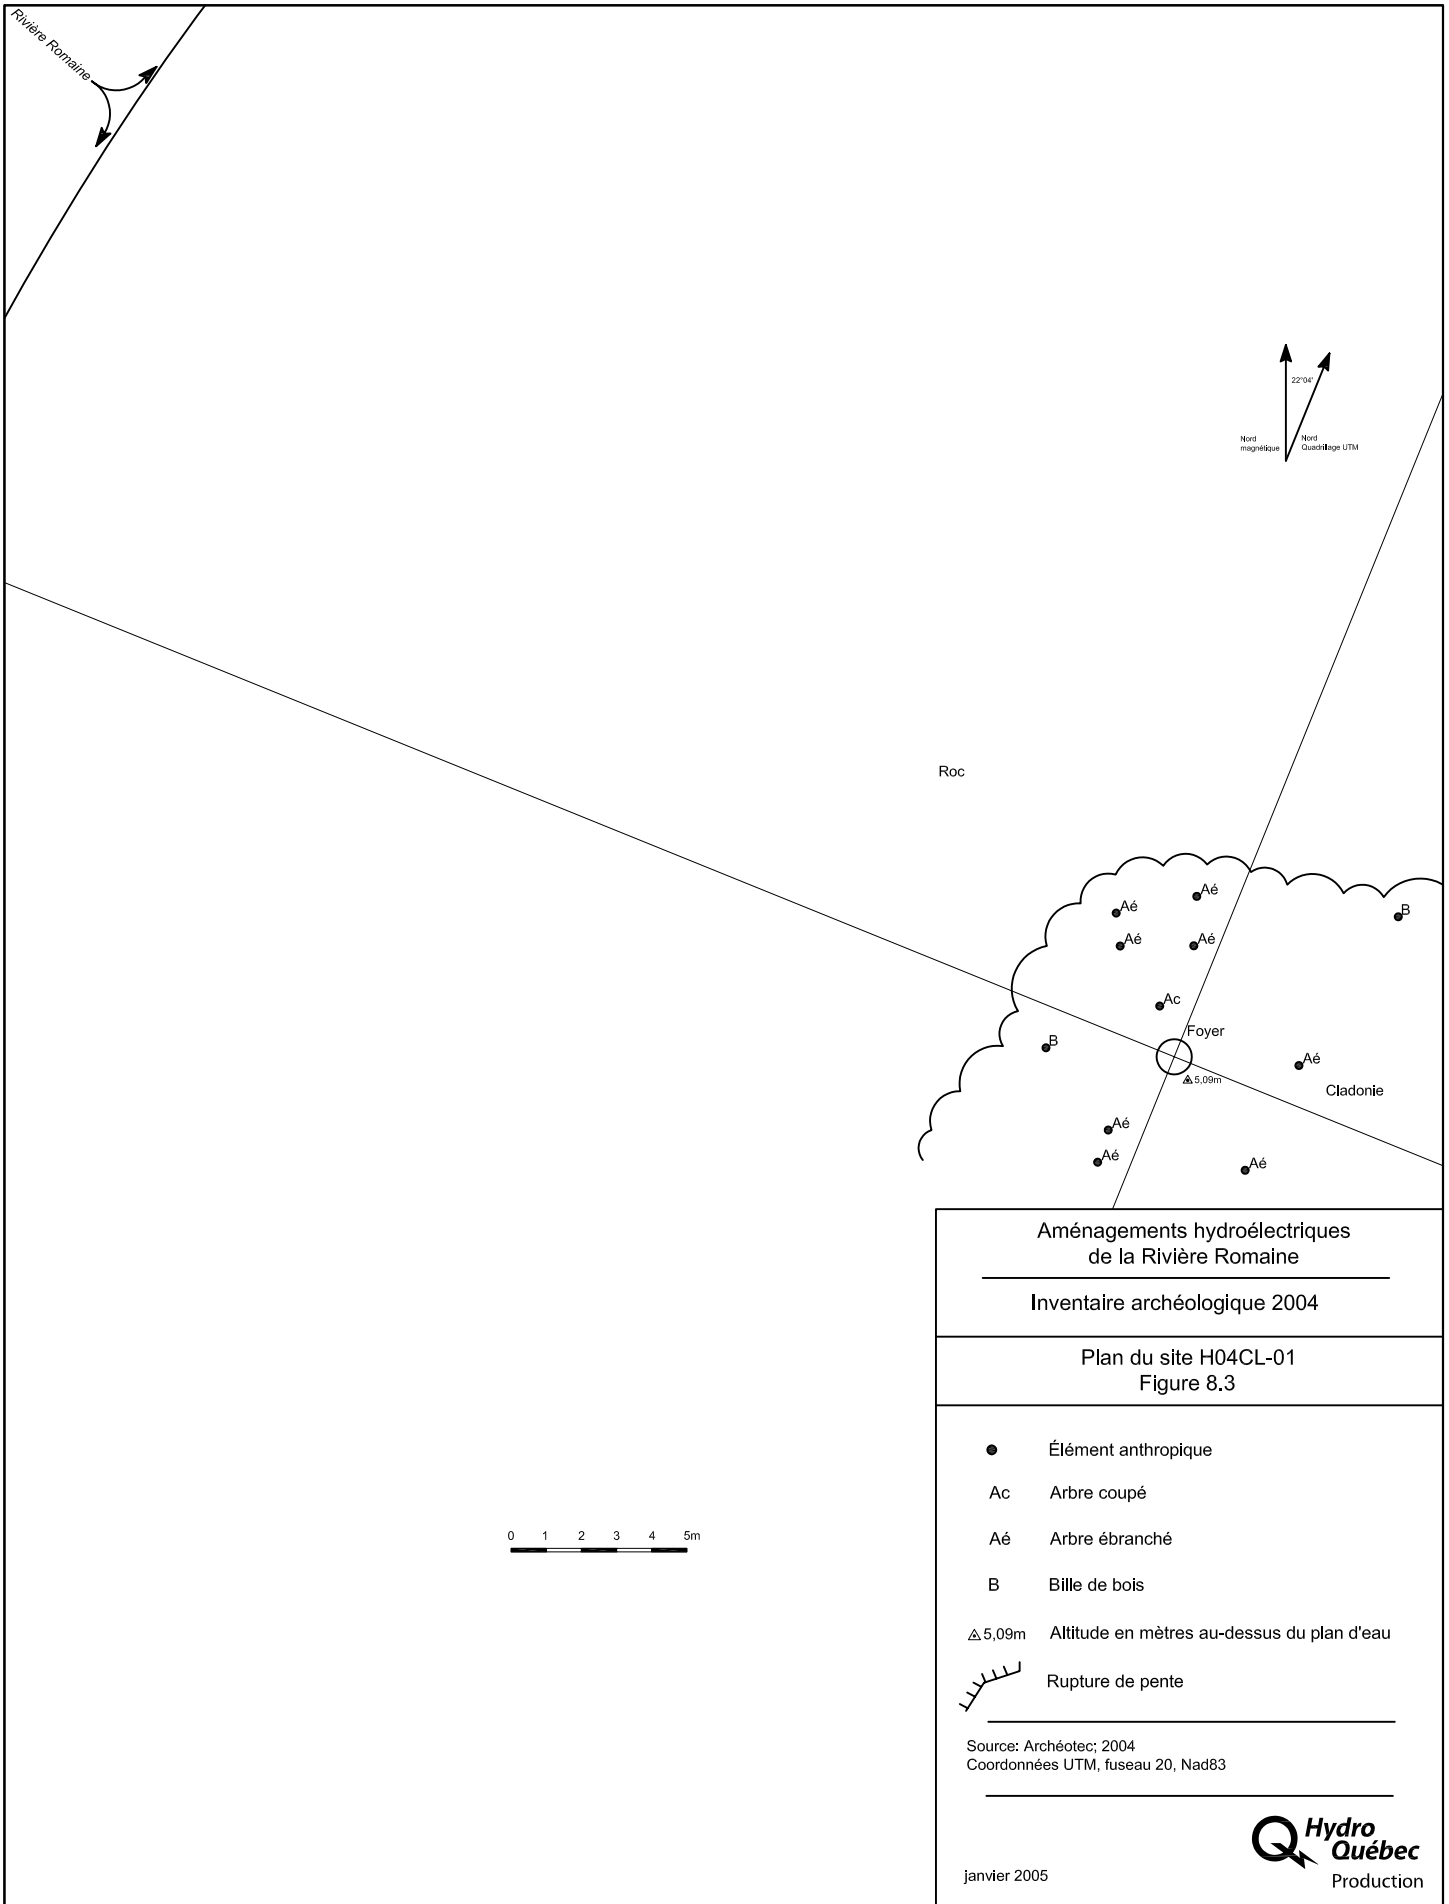 Rivière Romaine
22°04'
Nord
magnétique
Nord
Quadrillage UTM
Roc
Aé
Aé
B
Aé
Aé
Ac
Foyer
B
Aé
5,09m
Cladonie
Aé
Aé
Aé
Aménagements hydroélectriques
de la Rivière Romaine
Inventaire archéologique 2004
Plan du site H04CL-01
Figure 8.3
Élément anthropique
Ac Arbre coupé
Aé Arbre ébranché
B Bille de bois
5,09m Altitude en mètres au-dessus du plan d'eau
Rupture de pente
0 1 2 3 4 5m
Source: Archéotec; 2004
Coordonnées UTM, fuseau 20, Nad83
Hydro
Québec
Production
janvier 2005